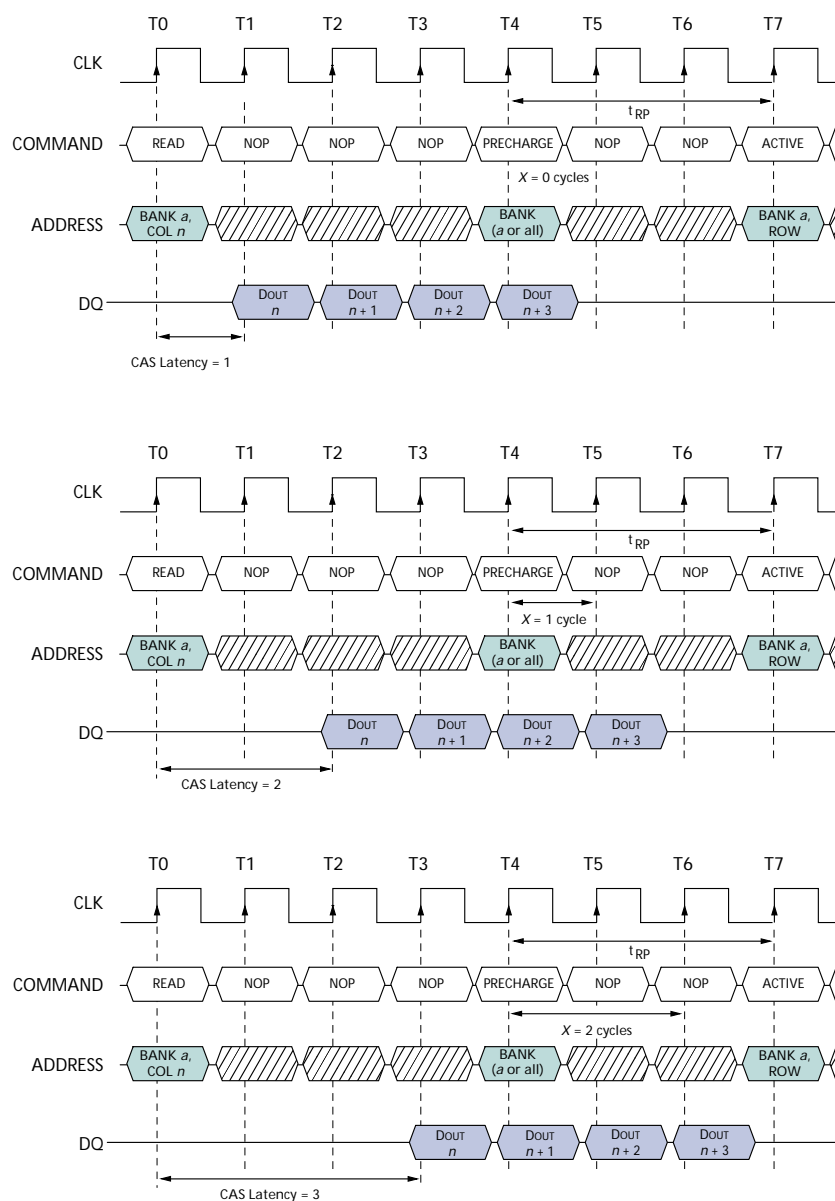 T0 T1 T2 T3 T4 T5 T6 T7
CLK
tRP
COMMAND READ NOP NOP NOP PRECHARGE NOP NOP ACTIVE
X = 0 cycles
ADDRESS BANK a, COL n BANK (a or all) BANK a, ROW
DQ DOUT n DOUT n + 1 DOUT n + 2 DOUT n + 3
CAS Latency = 1
T0 T1 T2 T3 T4 T5 T6 T7
CLK
tRP
COMMAND READ NOP NOP NOP PRECHARGE NOP NOP ACTIVE
X = 1 cycle
ADDRESS BANK a, COL n BANK (a or all) BANK a, ROW
DQ DOUT n DOUT n + 1 DOUT n + 2 DOUT n + 3
CAS Latency = 2
T0 T1 T2 T3 T4 T5 T6 T7
CLK
tRP
COMMAND READ NOP NOP NOP PRECHARGE NOP NOP ACTIVE
X = 2 cycles
ADDRESS BANK a, COL n BANK (a or all) BANK a, ROW
DQ DOUT n DOUT n + 1 DOUT n + 2 DOUT n + 3
CAS Latency = 3